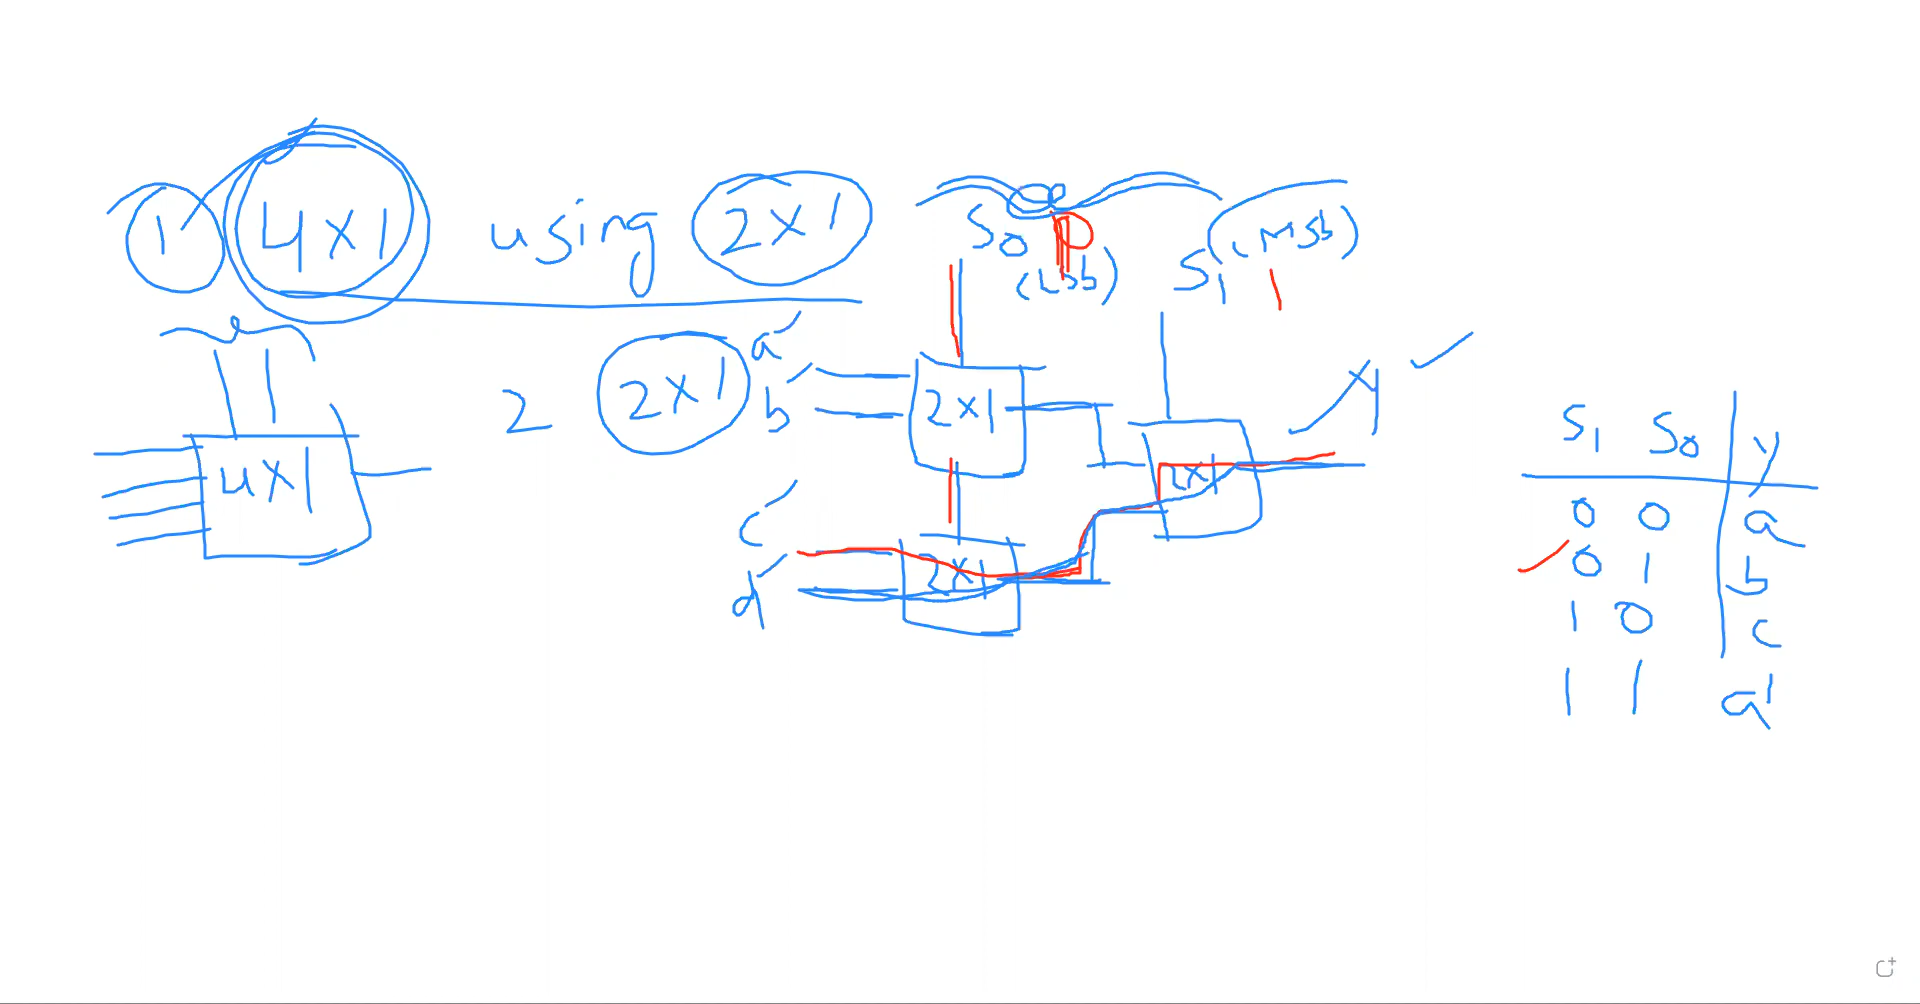 1 4x1 using 2x1
S0 (Lsb) S1 (Msb)
4x1
2 2x1
a
b
c
d
2x1
2x1
2x1
y
S1 S0 y
0 0 a
0 1 b
1 0 c
1 1 d